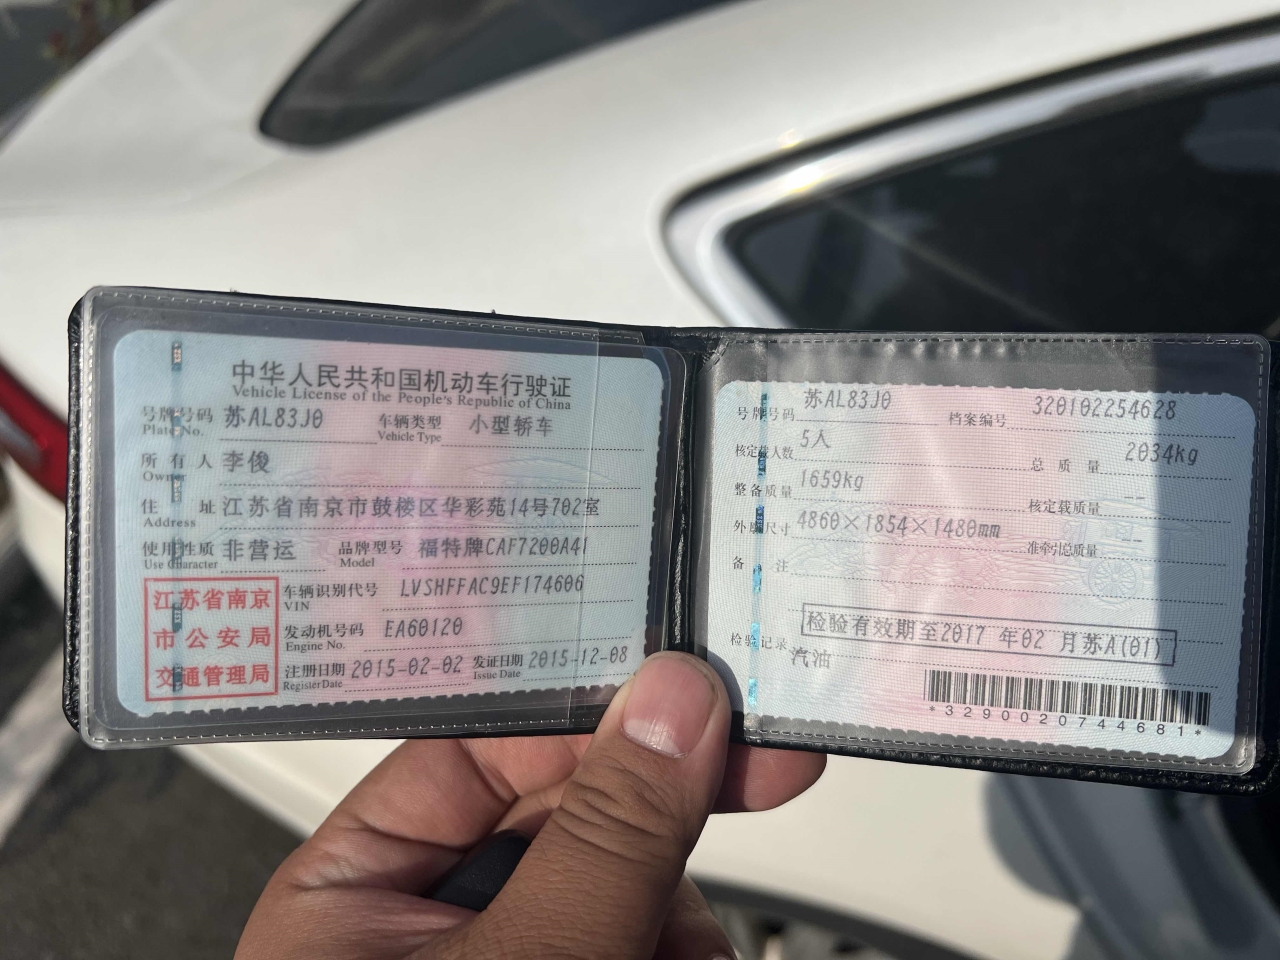 中华人民共和国机动车行驶证
Vehicle License of the People's Republic of China
号牌号码 苏AL83J0 车辆类型 小型轿车
Plate No. Vehicle Type
所有人 李俊
Owner
住址 江苏省南京市鼓楼区华彩苑14号702室
Address
使用性质 非营运 品牌型号 福特牌CAF7200A41
Use Character Model
江苏省南京
市公安局
交通管理局
车辆识别代号 LVSHFFAC9EF174606
VIN
发动机号码 EA60120
Engine No.
注册日期 2015-02-02 发证日期 2015-12-08
Register Date Issue Date
号牌号码 苏AL83J0 档案编号 320102254628
核定载人数 5人 总质量 2034kg
整备质量 1659kg 核定载质量 --
外廓尺寸 4860×1854×1480mm 准牵引总质量 --
备注
检验记录 检验有效期至2017 年02 月苏A(01)
汽油
*3290020744681*